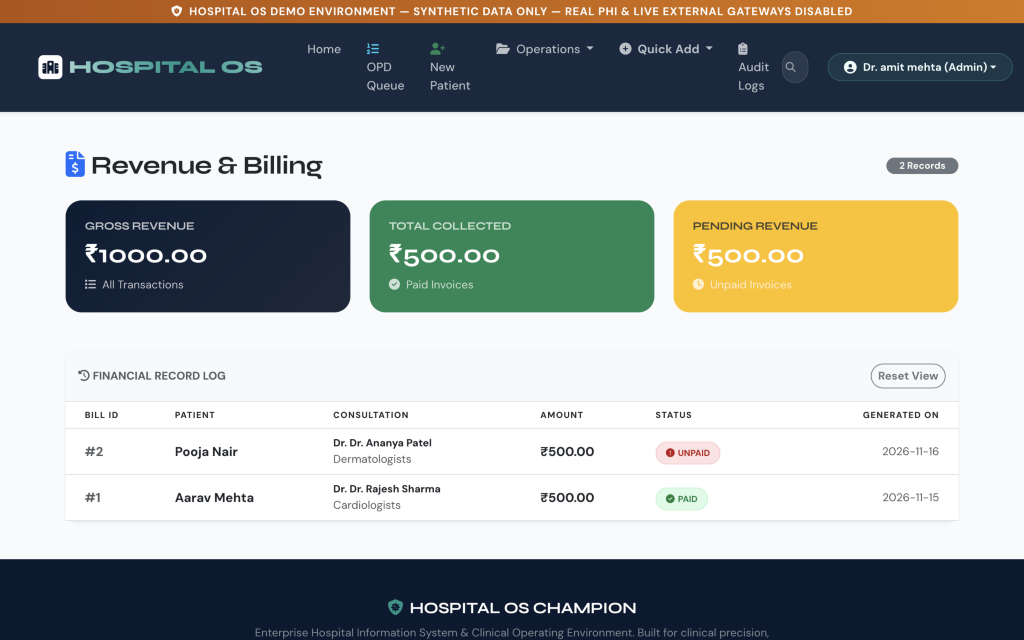 HOSPITAL OS DEMO ENVIRONMENT — SYNTHETIC DATA ONLY — REAL PHI & LIVE EXTERNAL GATEWAYS DISABLED
HOSPITAL OS
Home
OPD Queue
New Patient
Operations
Quick Add
Audit Logs
Dr. amit mehta (Admin)
Revenue & Billing
2 Records
GROSS REVENUE
₹1000.00
All Transactions
TOTAL COLLECTED
₹500.00
Paid Invoices
PENDING REVENUE
₹500.00
Unpaid Invoices
FINANCIAL RECORD LOG
Reset View
BILL ID PATIENT CONSULTATION AMOUNT STATUS GENERATED ON
#2 Pooja Nair Dr. Dr. Ananya Patel ₹500.00 UNPAID 2026-11-16
Dermatologists
#1 Aarav Mehta Dr. Dr. Rajesh Sharma ₹500.00 PAID 2026-11-15
Cardiologists
HOSPITAL OS CHAMPION
Enterprise Hospital Information System & Clinical Operating Environment. Built for clinical precision,